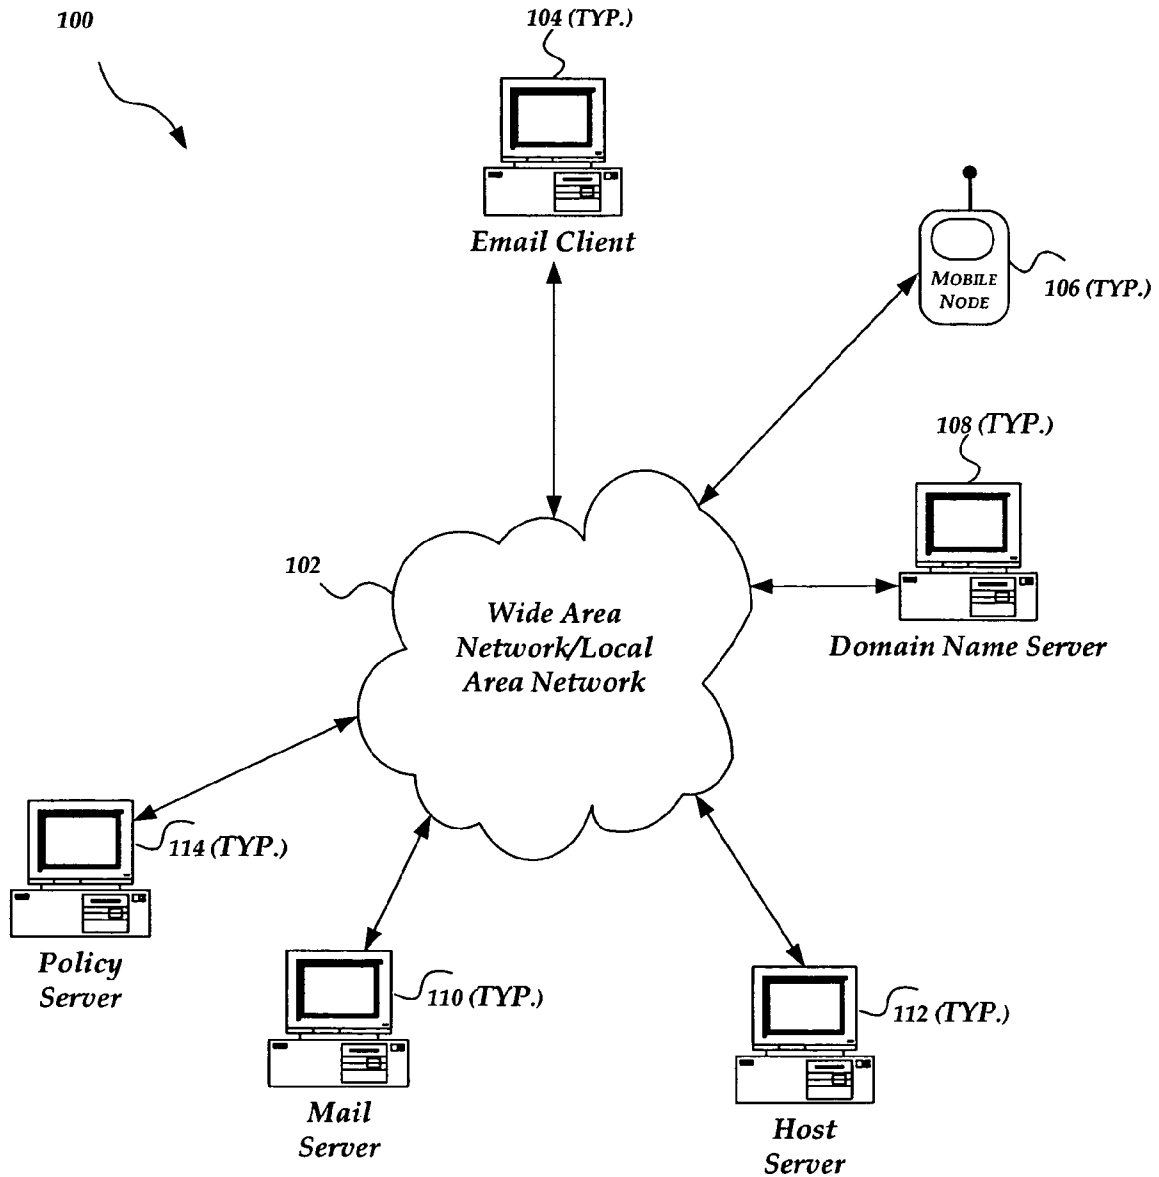 100
104 (TYP.)
Email Client
MOBILE
NODE
106 (TYP.)
108 (TYP.)
Domain Name Server
102
Wide Area
Network/Local
Area Network
114 (TYP.)
Policy
Server
110 (TYP.)
Mail
Server
112 (TYP.)
Host
Server